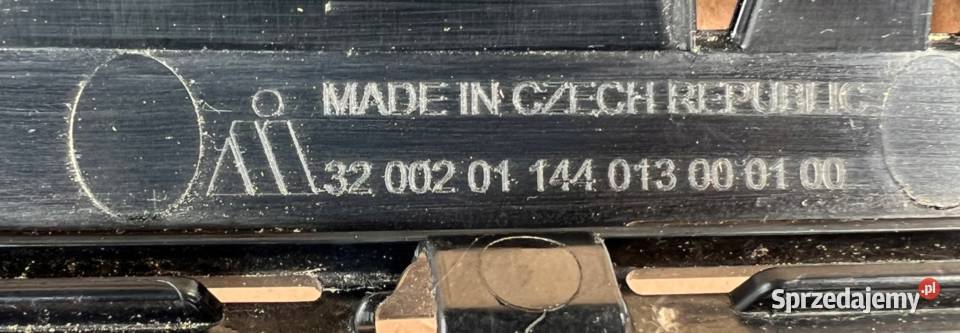 MADE IN CZECH REPUBLIC
32 002 01 144 013 00 01 00
Sprzedajemy.pl